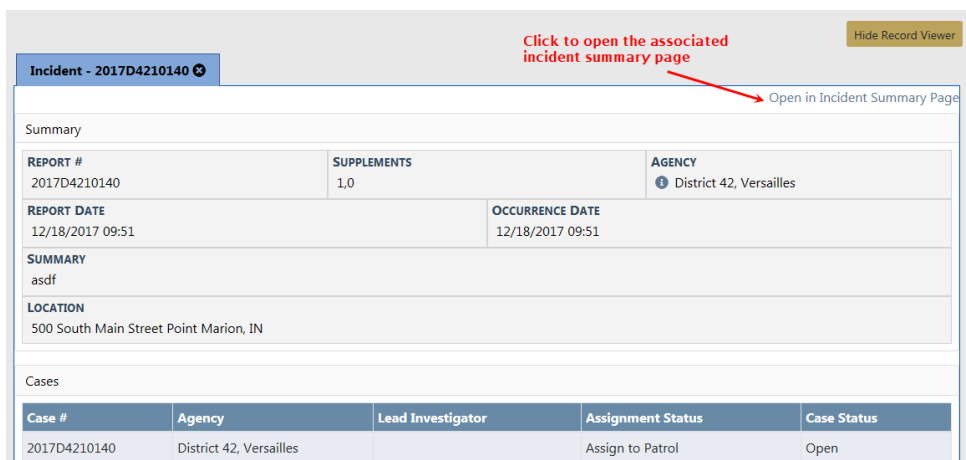 Hide Record Viewer
Click to open the associated
incident summary page
Incident - 2017D4210140
Open in Incident Summary Page
Summary
REPORT # SUPPLEMENTS AGENCY
2017D4210140 1,0 District 42, Versailles
REPORT DATE OCCURRENCE DATE
12/18/2017 09:51 12/18/2017 09:51
SUMMARY
asdf
LOCATION
500 South Main Street Point Marion, IN
Cases
Case # Agency Lead Investigator Assignment Status Case Status
2017D4210140 District 42, Versailles Assign to Patrol Open